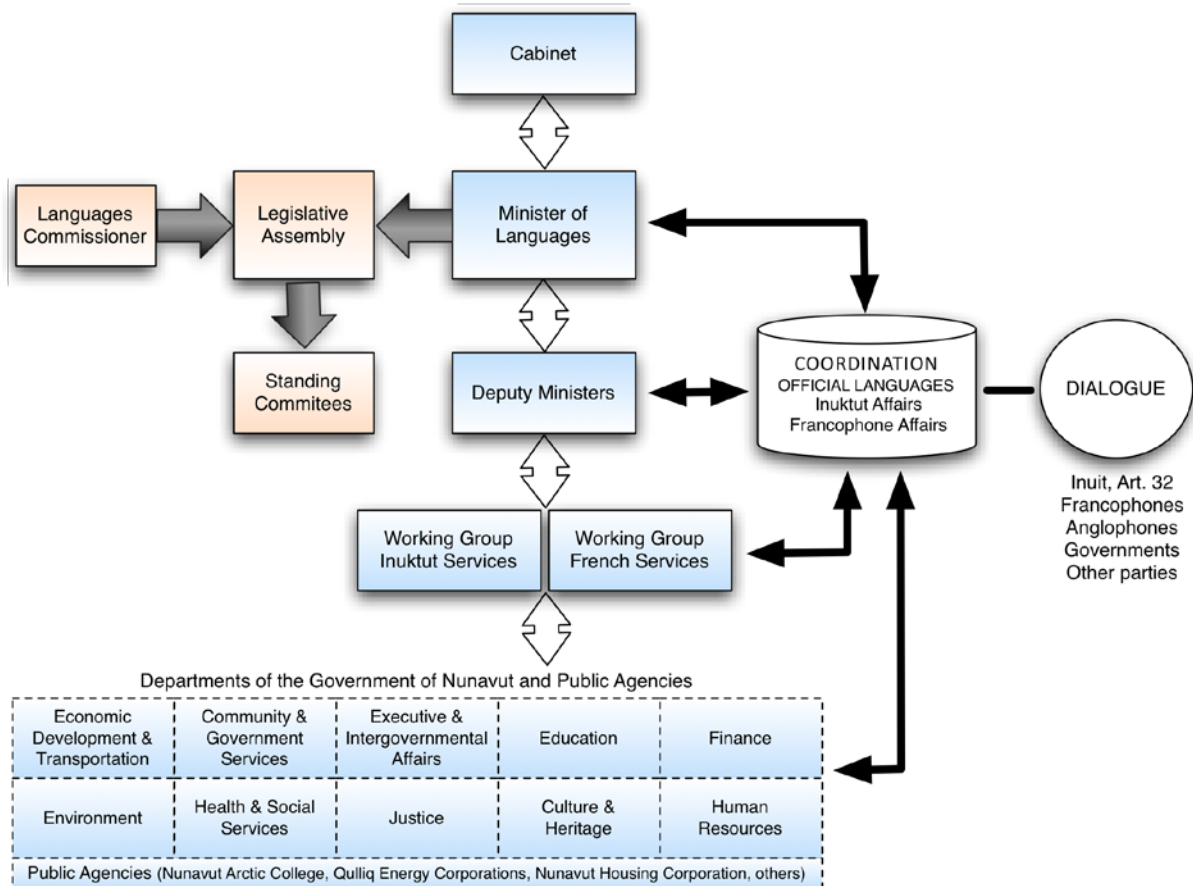 Cabinet
Languages
Commissioner
Legislative
Assembly
Minister of
Languages
Standing
Commitees
Deputy Ministers
COORDINATION
OFFICIAL LANGUAGES
Inuktut Affairs
Francophone Affairs
DIALOGUE
Inuit, Art. 32
Francophones
Anglophones
Governments
Other parties
Working Group
Inuktut Services
Working Group
French Services
Departments of the Government of Nunavut and Public Agencies
Economic
Development &
Transportation
Community &
Government
Services
Executive &
Intergovernmental
Affairs
Education
Finance
Environment
Health & Social
Services
Justice
Culture &
Heritage
Human
Resources
Public Agencies (Nunavut Arctic College, Qulliq Energy Corporations, Nunavut Housing Corporation, others)